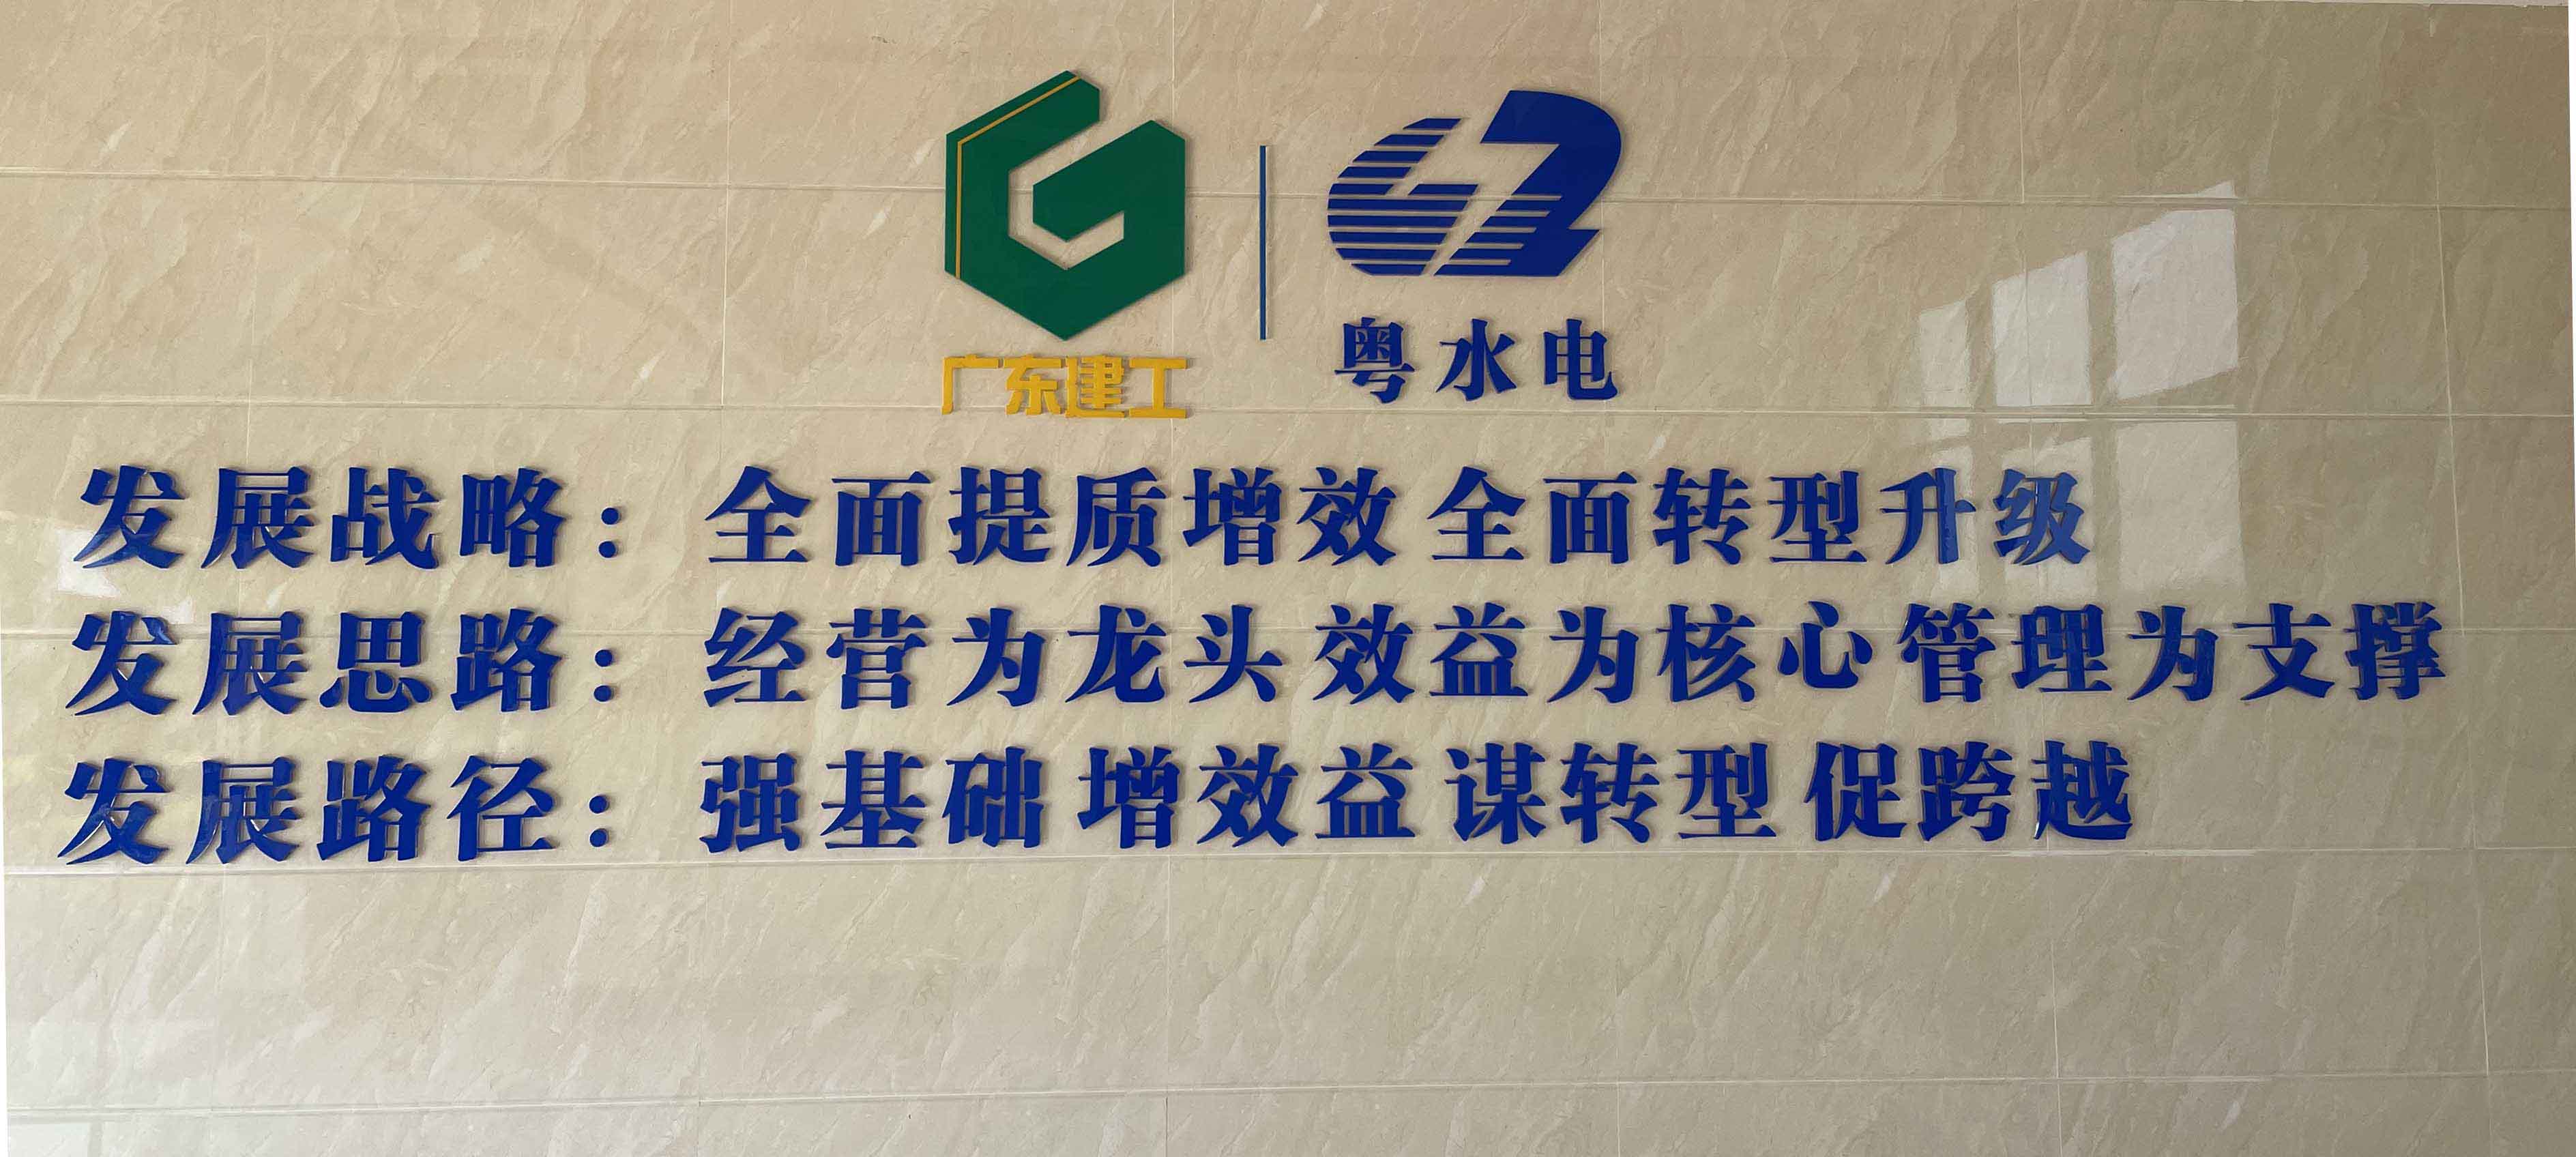 广东建工
粤水电
发展战略：全面提质增效 全面转型升级
发展思路：经营为龙头 效益为核心 管理为支撑
发展路径：强基础 增效益 谋转型 促跨越